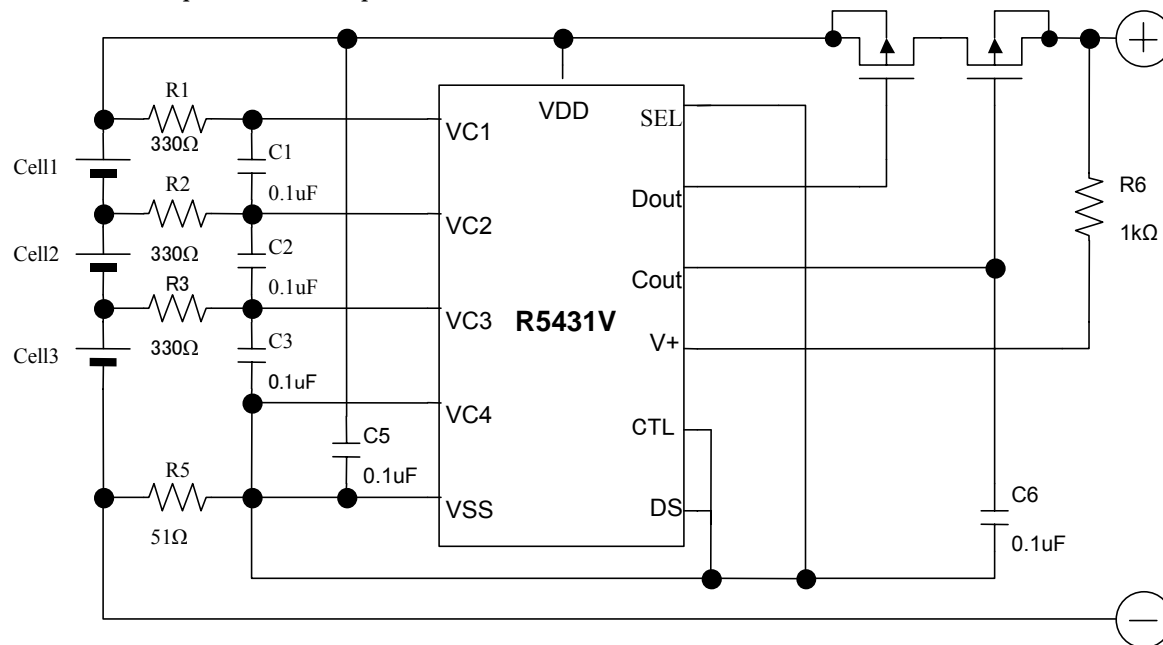 R1
330Ω
Cell1
C1
0.1uF
R2
330Ω
Cell2
C2
0.1uF
R3
330Ω
Cell3
C3
0.1uF
R5
51Ω
C5
0.1uF
VDD
VC1
VC2
VC3
VC4
VSS
R5431V
SEL
Dout
Cout
V+
CTL
DS
R6
1kΩ
C6
0.1uF
+
−